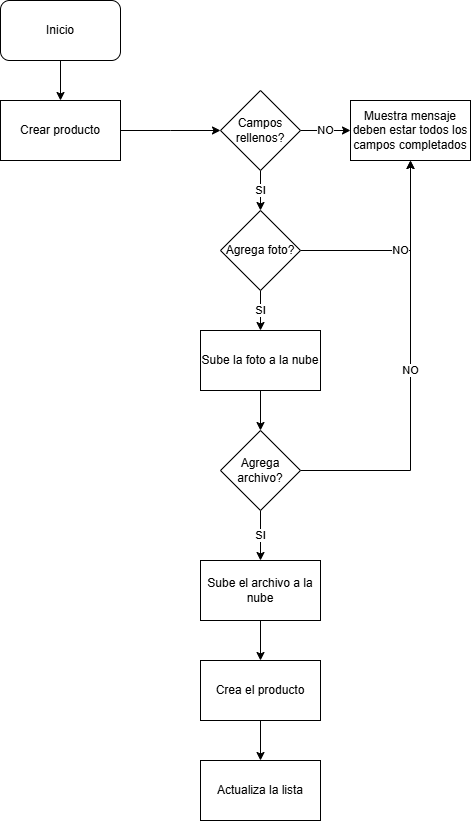 Inicio
Crear producto
Campos
rellenos?
NO
Muestra mensaje
deben estar todos los
campos completados
SI
Agrega foto?
NO
SI
Sube la foto a la nube
NO
Agrega
archivo?
SI
Sube el archivo a la
nube
Crea el producto
Actualiza la lista